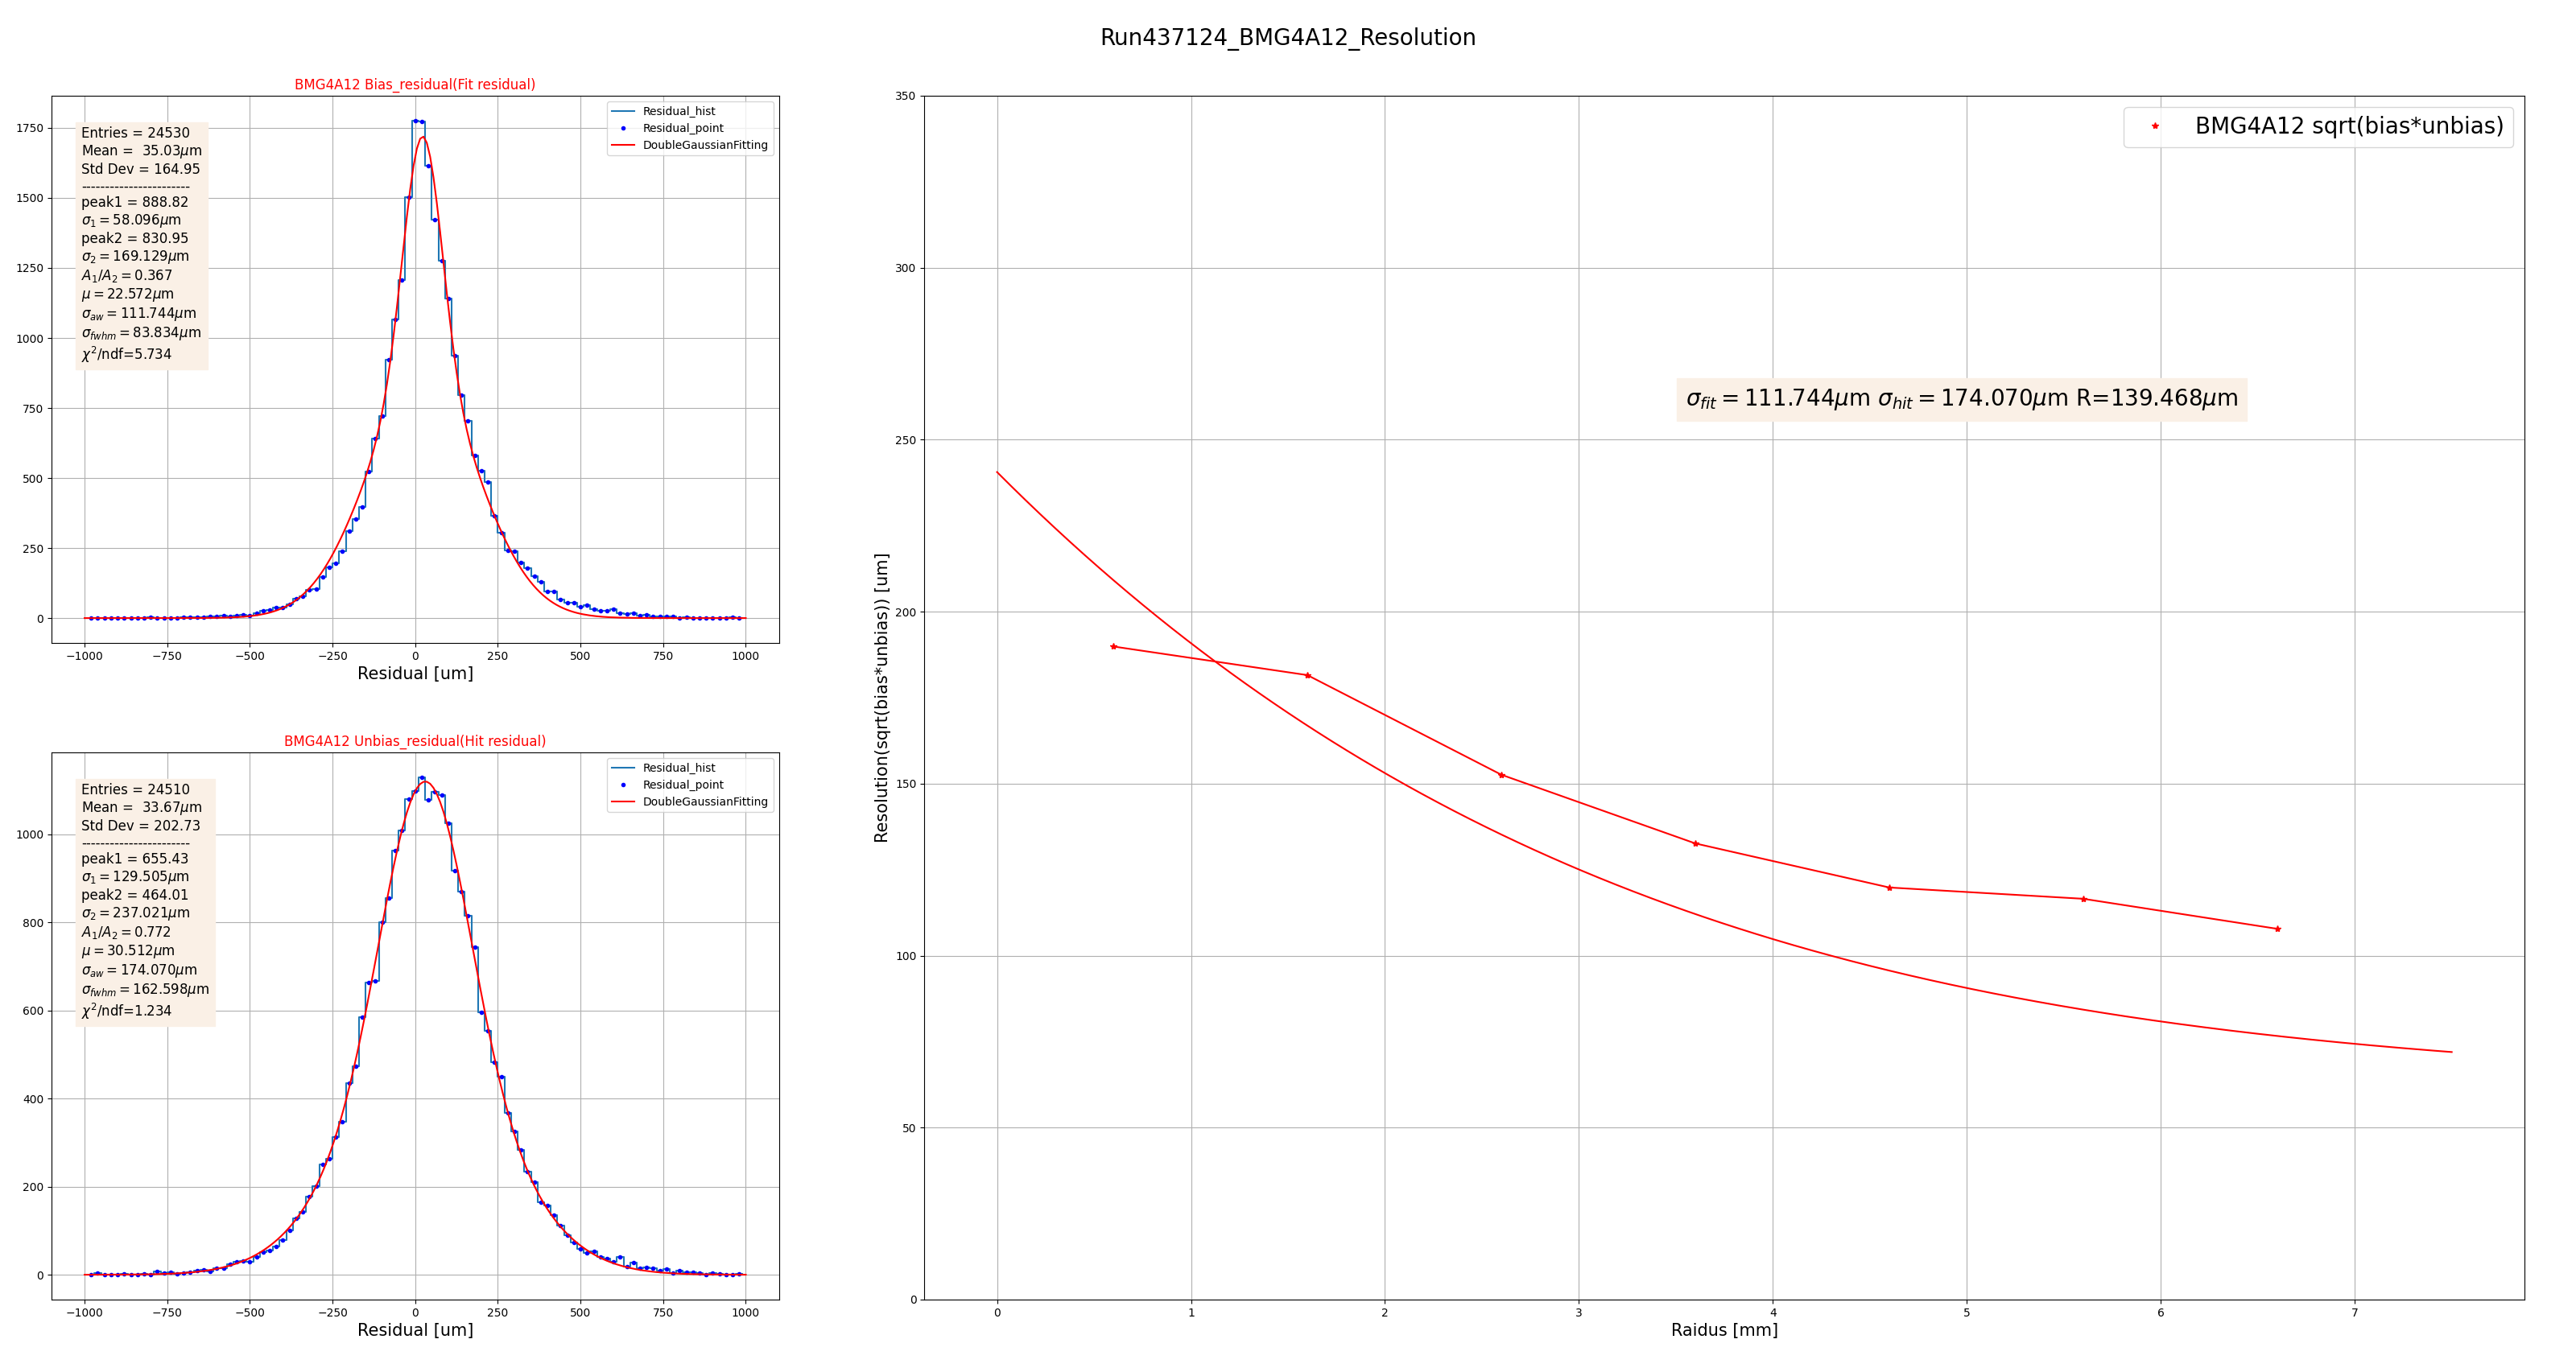 Run437124_BMG4A12_Resolution
BMG4A12 Bias_residual(Fit residual)
Residual_hist
Residual_point
DoubleGaussianFitting
Entries = 24530
Mean =  35.03μm
Std Dev = 164.95
-----------------------
peak1 = 888.82
σ₁ = 58.096μm
peak2 = 830.95
σ₂ = 169.129μm
A₁/A₂ = 0.367
μ = 22.572μm
σ_aw = 111.744μm
σ_fwhm = 83.834μm
χ²/ndf=5.734
1750
1500
1250
1000
750
500
250
0
−1000 −750 −500 −250 0 250 500 750 1000
Residual [um]
BMG4A12 Unbias_residual(Hit residual)
Residual_hist
Residual_point
DoubleGaussianFitting
Entries = 24510
Mean =  33.67μm
Std Dev = 202.73
-----------------------
peak1 = 655.43
σ₁ = 129.505μm
peak2 = 464.01
σ₂ = 237.021μm
A₁/A₂ = 0.772
μ = 30.512μm
σ_aw = 174.070μm
σ_fwhm = 162.598μm
χ²/ndf=1.234
1000
800
600
400
200
0
−1000 −750 −500 −250 0 250 500 750 1000
Residual [um]
BMG4A12 sqrt(bias*unbias)
σ_fit = 111.744μm σ_hit = 174.070μm R=139.468μm
Resolution(sqrt(bias*unbias)) [um]
350
300
250
200
150
100
50
0
0 1 2 3 4 5 6 7
Raidus [mm]